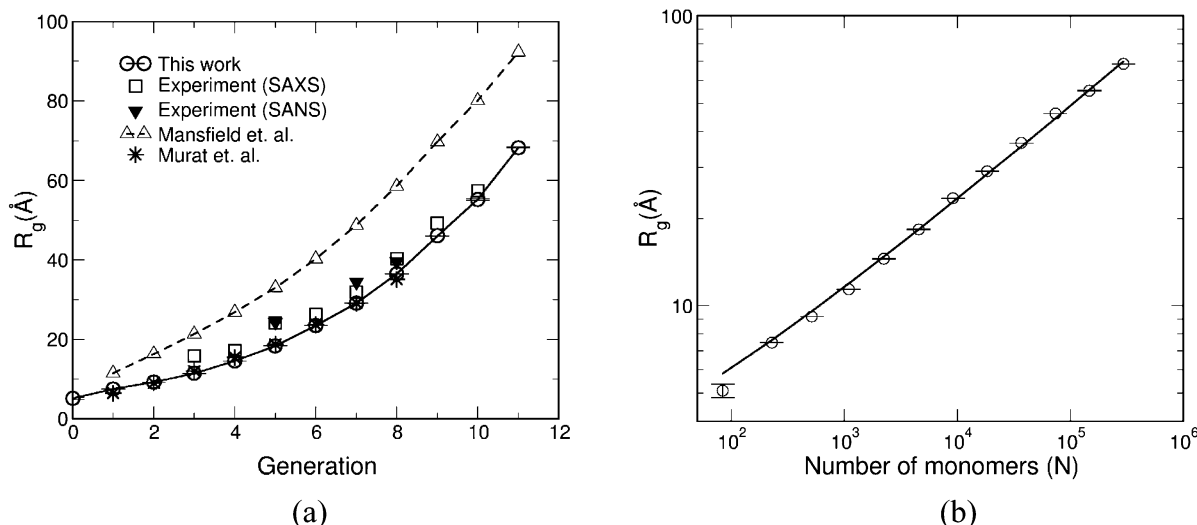 (a)
100
80
60
40
20
0
R_g(Å)
This work
Experiment (SAXS)
Experiment (SANS)
Mansfield et. al.
Murat et. al.
0 2 4 6 8 10 12
Generation
(a)
(b)
100
10
R_g(Å)
10^2 10^3 10^4 10^5 10^6
Number of monomers (N)
(b)